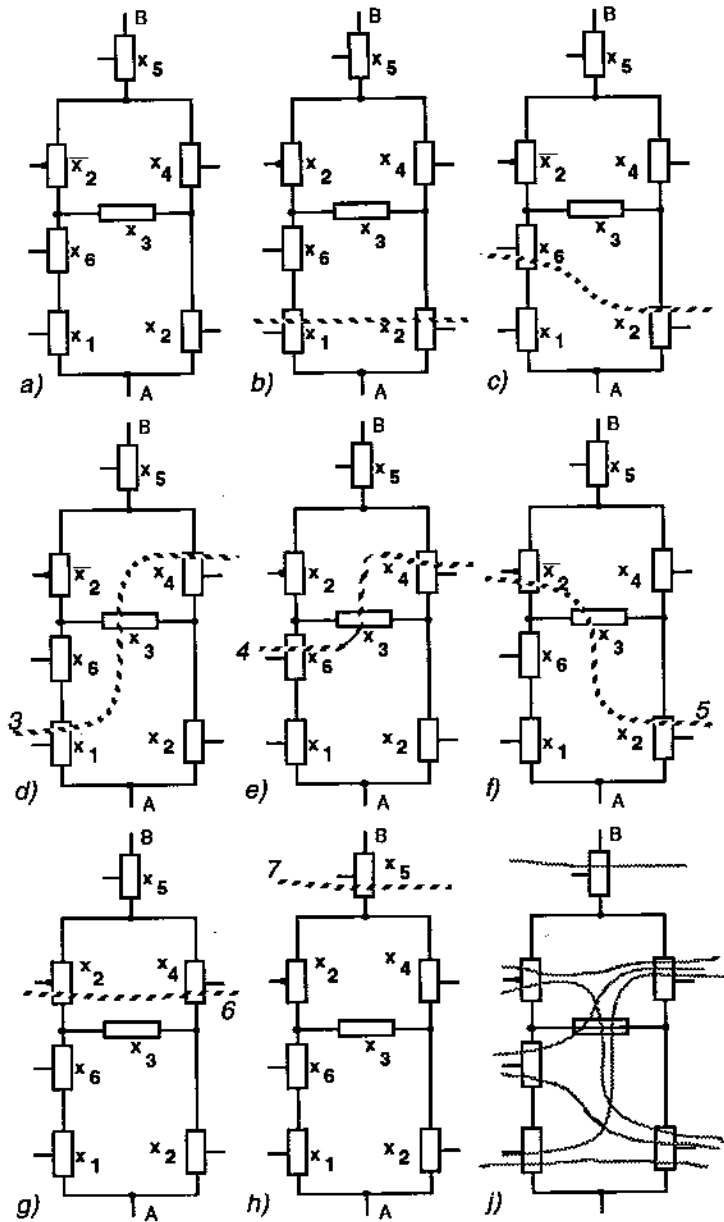 B B B
x5 x5 x5
x̅2 x4 x2 x4 x̅2 x4
x3 x3 x3
x6 x6 x6
x1 x2 x1 x2 x1 x2
a) A b) A c) A
B B B
x5 x5 x5
x̅2 x4 x2 x4 x̅2 x4
x3 x3 x3
4 x6 x6 x6
3 x1 x2 x1 x2 x1 x2 5
d) A e) A f) A
B B B
x5 7 x5
x2 x4 6 x2 x4
x3 x3
x6 x6
x1 x2 x1 x2
g) A h) A j)